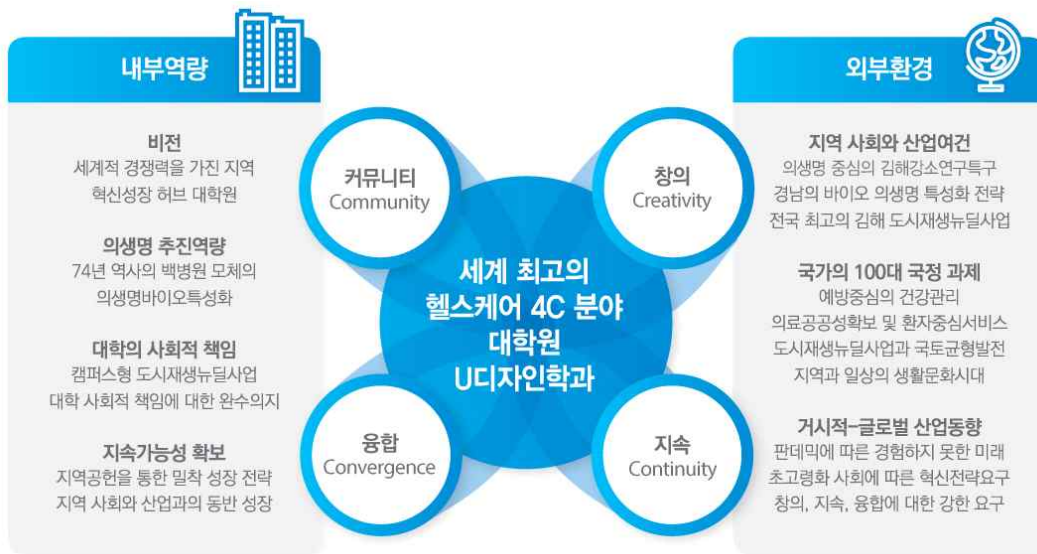 내부역량
비전
세계적 경쟁력을 가진 지역
혁신성장 허브 대학원
의생명 추진역량
74년 역사의 백병원 모체의
의생명바이오특성화
대학의 사회적 책임
캠퍼스형 도시재생뉴딜사업
대학 사회적 책임에 대한 완수의지
지속가능성 확보
지역공헌을 통한 밀착 성장 전략
지역 사회와 산업과의 동반 성장
커뮤니티
Community
창의
Creativity
세계 최고의
헬스케어 4C 분야
대학원
U디자인학과
융합
Convergence
지속
Continuity
외부환경
지역 사회와 산업여건
의생명 중심의 김해강소연구특구
경남의 바이오 의생명 특성화 전략
전국 최고의 김해 도시재생뉴딜사업
국가의 100대 국정 과제
예방중심의 건강관리
의료공공성확보 및 환자중심서비스
도시재생뉴딜사업과 국토균형발전
지역과 일상의 생활문화시대
거시적-글로벌 산업동향
판데믹에 따른 경험하지 못한 미래
초고령화 사회에 따른 혁신전략요구
창의, 지속, 융합에 대한 강한 요구